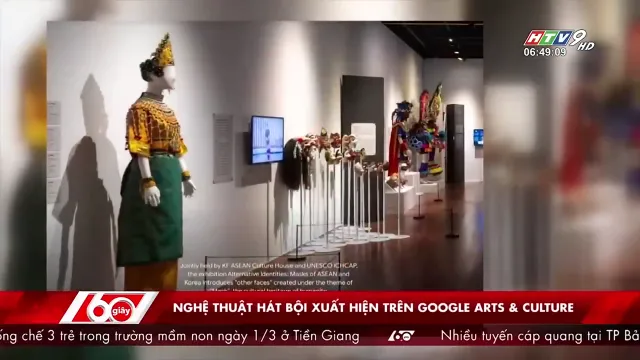 HTV9 HD
06:49:09
Jointly held by KF ASEAN Culture House and UNESCO ICHCAP,
the exhibition Alternative Identities: Masks of ASEAN and
Korea introduces "other faces" created under the theme of
60 giây
NGHỆ THUẬT HÁT BỘI XUẤT HIỆN TRÊN GOOGLE ARTS & CULTURE
ống chế 3 trẻ trong trường mầm non ngày 1/3 ở Tiền Giang 60 Nhiều tuyến cáp quang tại TP Bả